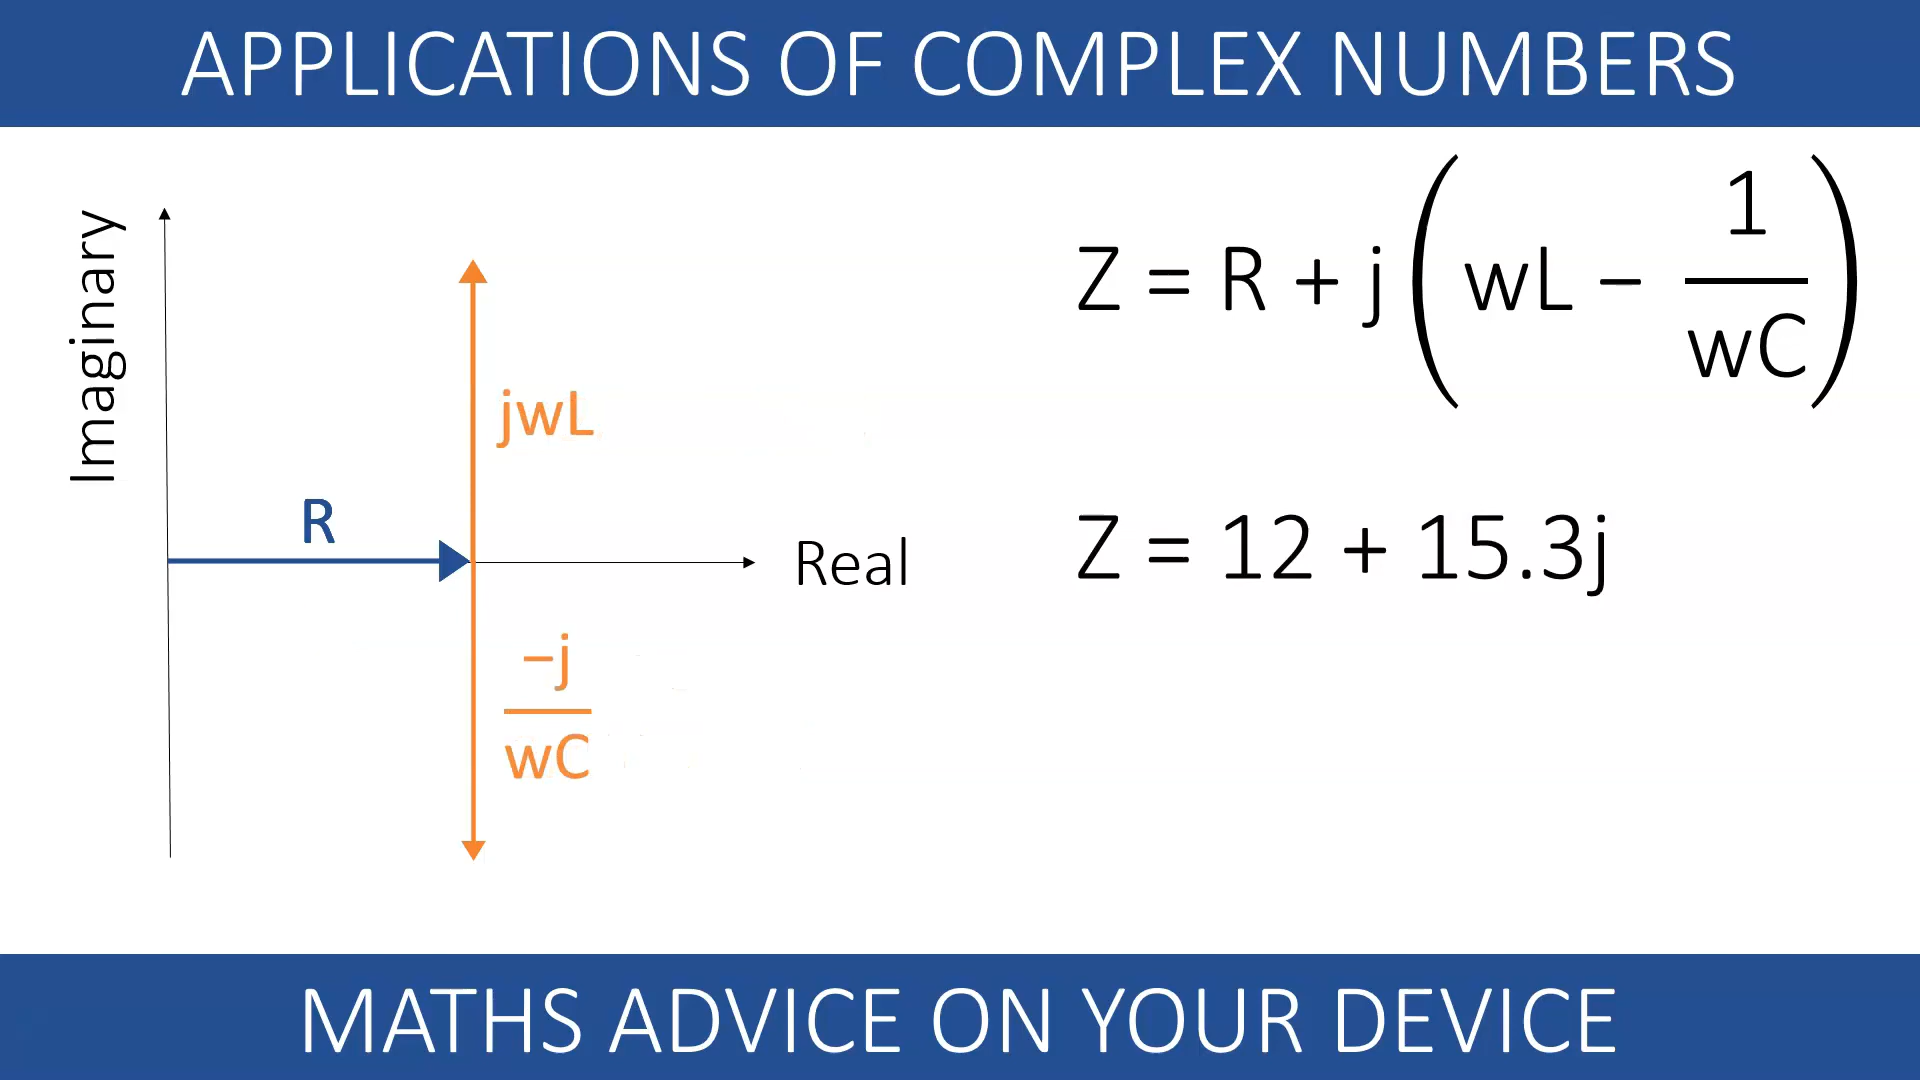 APPLICATIONS OF COMPLEX NUMBERS
Imaginary
R
jwL
Real
−j
wC
Z = R + j ( wL − 1
wC )
Z = 12 + 15.3j
MATHS ADVICE ON YOUR DEVICE